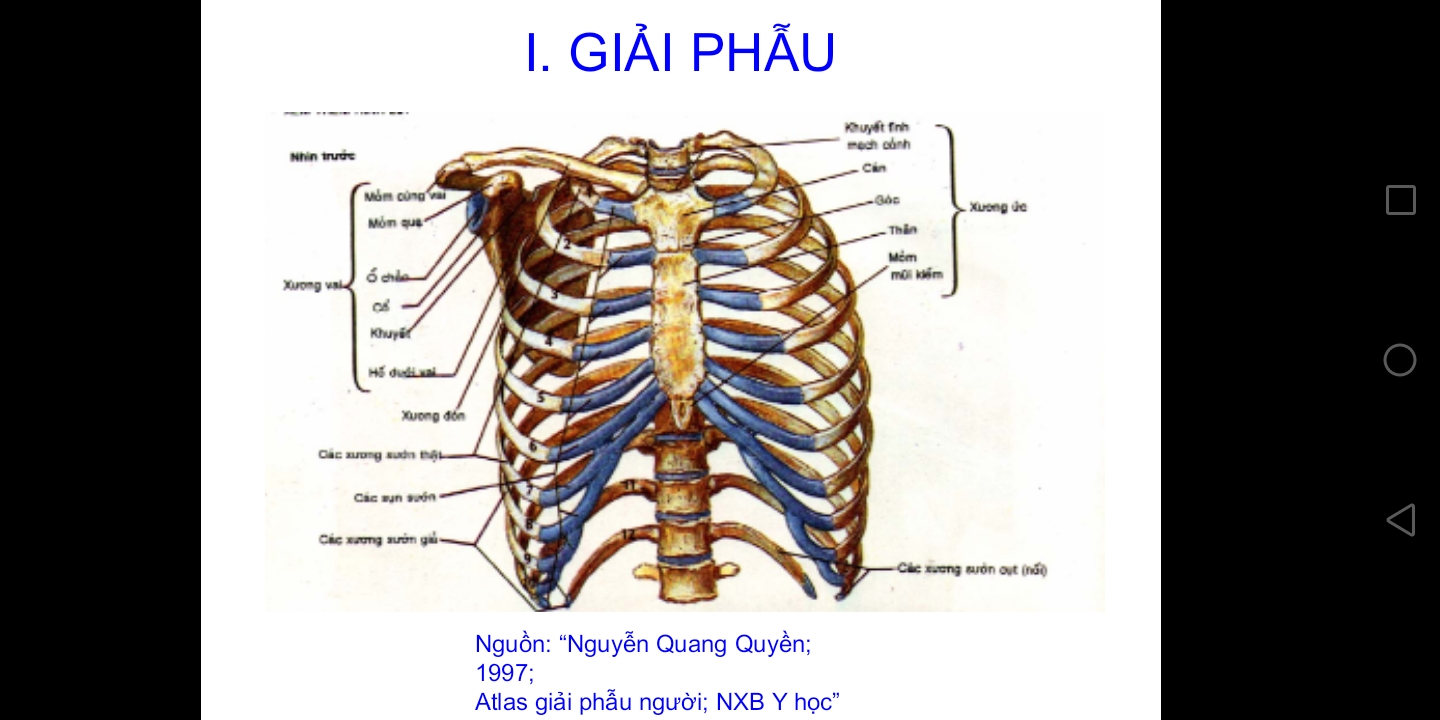 I. GIẢI PHẪU
Nhìn trước
Mỏm cùng vai
Mỏm quạ
Ổ chảo
Cổ
Khuyết
Hố dưới vai
Xương vai
Xương đòn
Các xương sườn thật
Các sụn sườn
Các xương sườn giả
Khuyết tĩnh
mạch cảnh
Cán
Góc
Thân
Mỏm
mũi kiếm
Xương ức
Các xương sườn cụt (nổi)
2
3
4
5
6
7
8
9
11
12
Nguồn: “Nguyễn Quang Quyền;
1997;
Atlas giải phẫu người; NXB Y học”